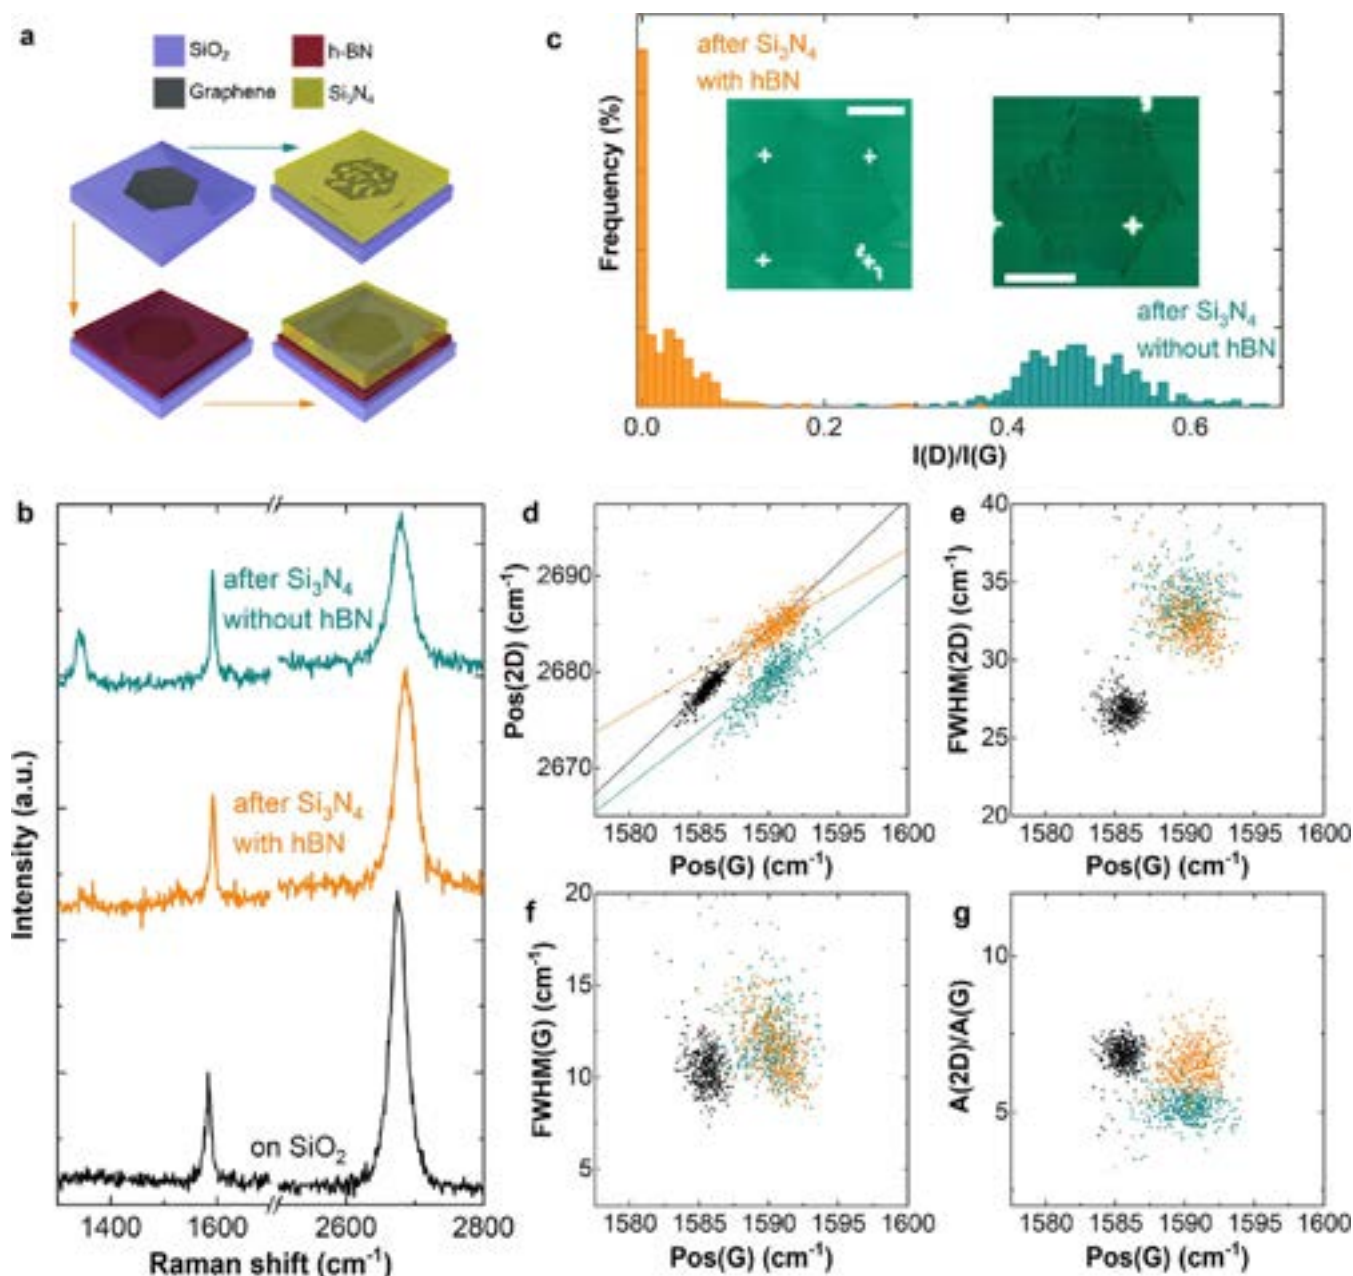 a
SiO₂
h-BN
Graphene
Si₃N₄
c
after Si₃N₄
with hBN
after Si₃N₄
without hBN
Frequency (%)
0.0
0.2
0.4
0.6
I(D)/I(G)
b
after Si₃N₄
without hBN
after Si₃N₄
with hBN
on SiO₂
Intensity (a.u.)
1400
1600
2600
2800
Raman shift (cm⁻¹)
d
Pos(2D) (cm⁻¹)
2690
2680
2670
1580 1585 1590 1595 1600
Pos(G) (cm⁻¹)
e
FWHM(2D) (cm⁻¹)
40
35
30
25
20
1580 1585 1590 1595 1600
Pos(G) (cm⁻¹)
f
FWHM(G) (cm⁻¹)
20
15
10
5
1580 1585 1590 1595 1600
Pos(G) (cm⁻¹)
g
A(2D)/A(G)
10
5
1580 1585 1590 1595 1600
Pos(G) (cm⁻¹)